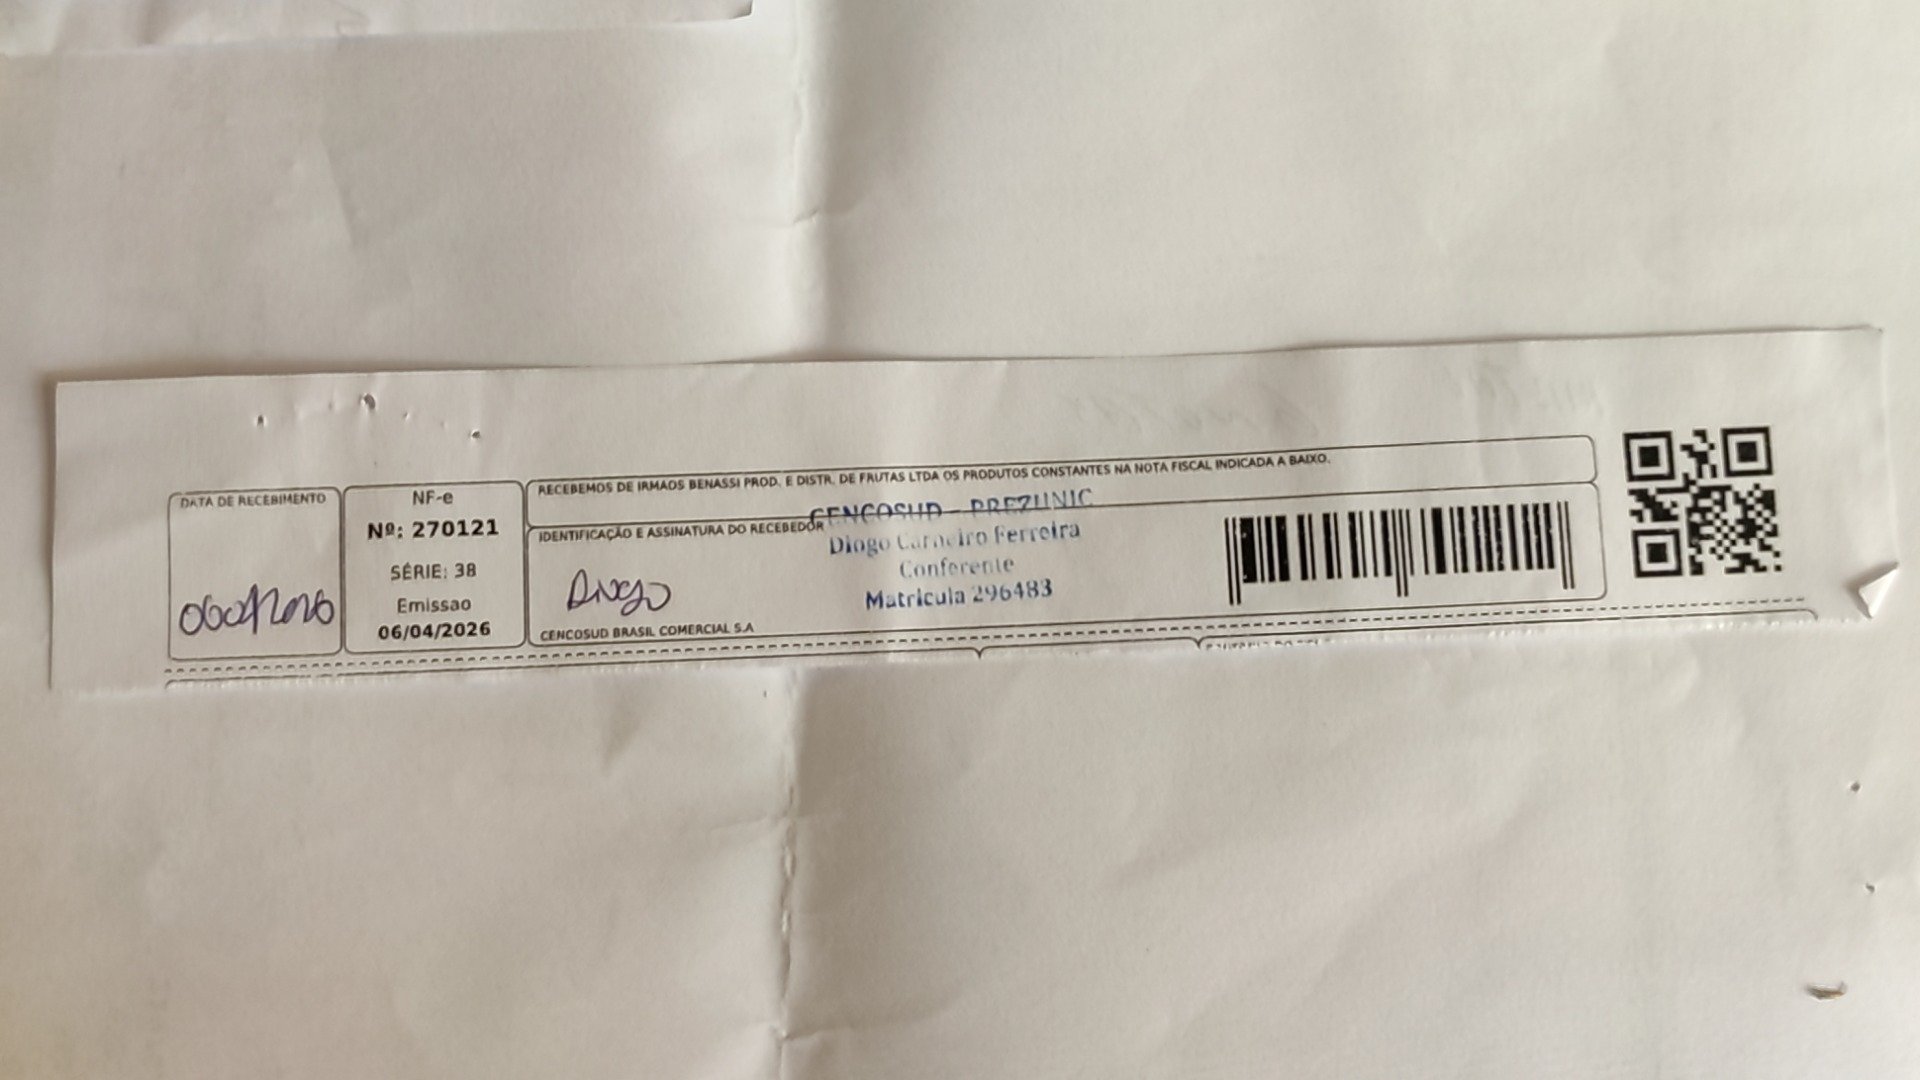 RECEBEMOS DE IRMAOS BENASSI PROD. E DISTR. DE FRUTAS LTDA OS PRODUTOS CONSTANTES NA NOTA FISCAL INDICADA A BAIXO.
DATA DE RECEBIMENTO
NF-e
Nº: 270121
SÉRIE: 38
Emissao
06/04/2026
IDENTIFICAÇÃO E ASSINATURA DO RECEBEDOR
CENCOSUD - PREZUNIC
Diogo Carneiro Ferreira
Conferente
Matricula 296483
Diogo
CENCOSUD BRASIL COMERCIAL S.A